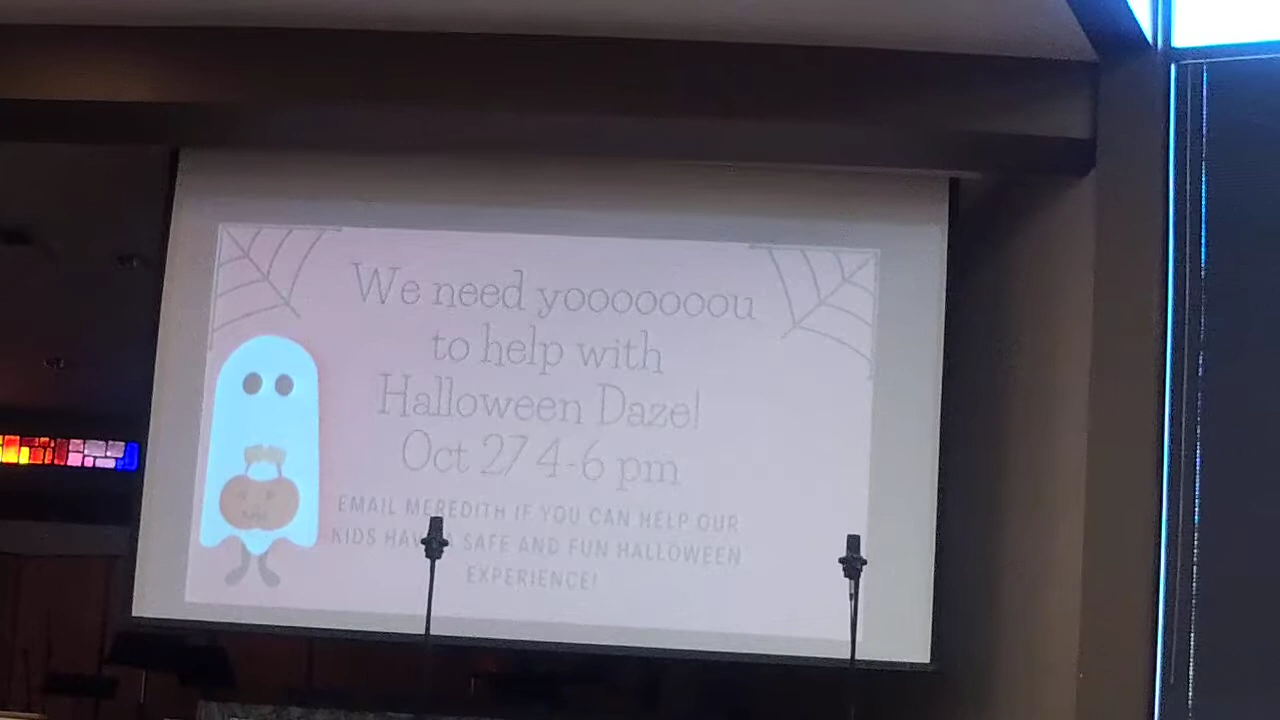 We need yooooooou
to help with
Halloween Daze!
Oct 27 4-6 pm
EMAIL MEREDITH IF YOU CAN HELP OUR
KIDS HAVE A SAFE AND FUN HALLOWEEN
EXPERIENCE!